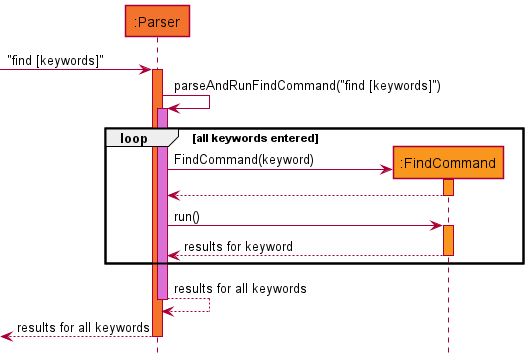 :Parser
"find [keywords]"
parseAndRunFindCommand("find [keywords]")
loop
[all keywords entered]
FindCommand(keyword)
:FindCommand
run()
results for keyword
results for all keywords
results for all keywords